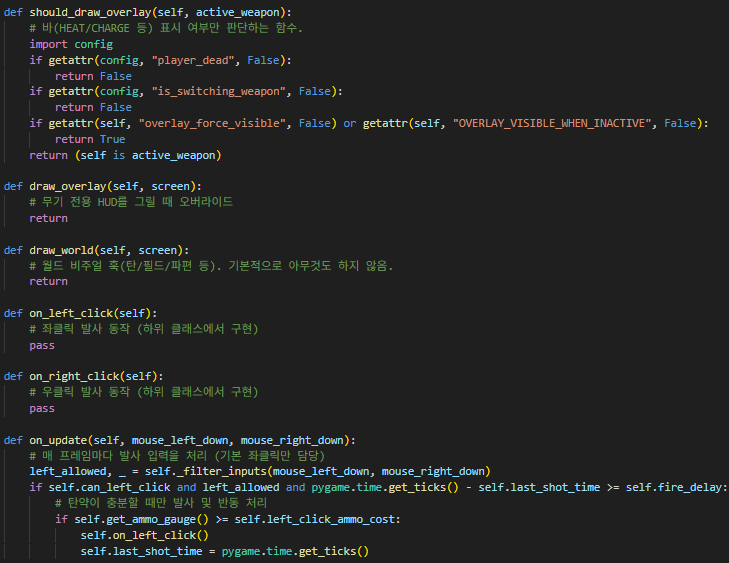 def should_draw_overlay(self, active_weapon):
    # 바(HEAT/CHARGE 등) 표시 여부만 판단하는 함수.
    import config
    if getattr(config, "player_dead", False):
        return False
    if getattr(config, "is_switching_weapon", False):
        return False
    if getattr(self, "overlay_force_visible", False) or getattr(self, "OVERLAY_VISIBLE_WHEN_INACTIVE", False):
        return True
    return (self is active_weapon)
def draw_overlay(self, screen):
    # 무기 전용 HUD를 그릴 때 오버라이드
    return
def draw_world(self, screen):
    # 월드 비주얼 훅(탄/필드/파편 등). 기본적으로 아무것도 하지 않음.
    return
def on_left_click(self):
    # 좌클릭 발사 동작 (하위 클래스에서 구현)
    pass
def on_right_click(self):
    # 우클릭 발사 동작 (하위 클래스에서 구현)
    pass
def on_update(self, mouse_left_down, mouse_right_down):
    # 매 프레임마다 발사 입력을 처리 (기본 좌클릭만 담당)
    left_allowed, _ = self._filter_inputs(mouse_left_down, mouse_right_down)
    if self.can_left_click and left_allowed and pygame.time.get_ticks() - self.last_shot_time >= self.fire_delay:
        # 탄약이 충분할 때만 발사 및 반동 처리
        if self.get_ammo_gauge() >= self.left_click_ammo_cost:
            self.on_left_click()
            self.last_shot_time = pygame.time.get_ticks()